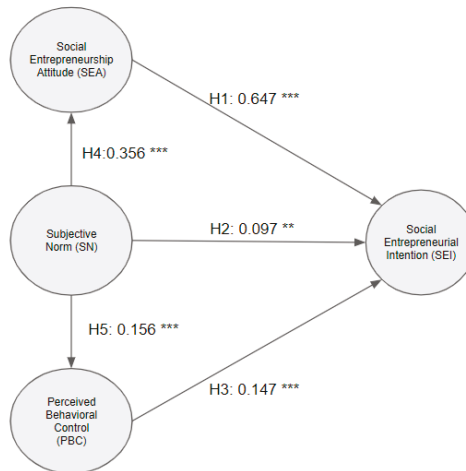 Social
Entrepreneurship
Attitude (SEA)
H1: 0.647 ***
H4:0.356 ***
Subjective
Norm (SN)
H2: 0.097 **
Social
Entrepreneurial
Intention (SEI)
H5: 0.156 ***
H3: 0.147 ***
Perceived
Behavioral
Control
(PBC)